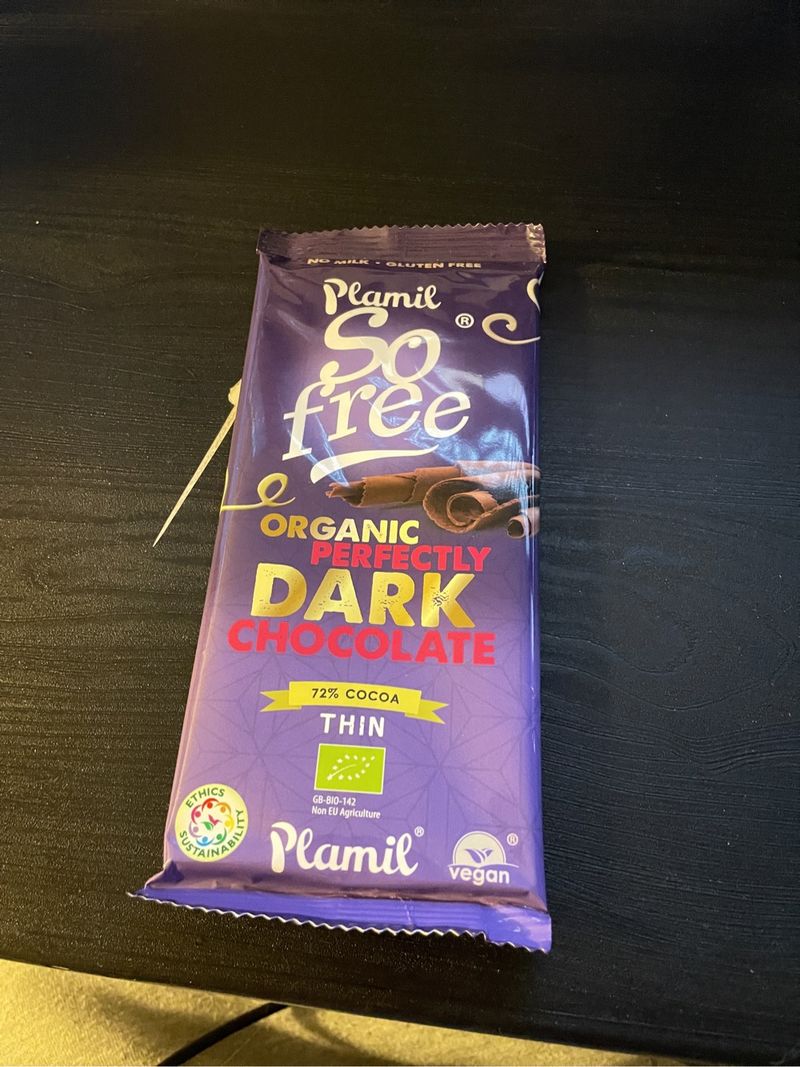 NO MILK • GLUTEN FREE
Plamil
So
free®
ORGANIC
PERFECTLY
DARK
CHOCOLATE
72% COCOA
THIN
GB-BIO-142
Non EU Agriculture
ETHICS
SUSTAINABILITY
Plamil®
vegan®